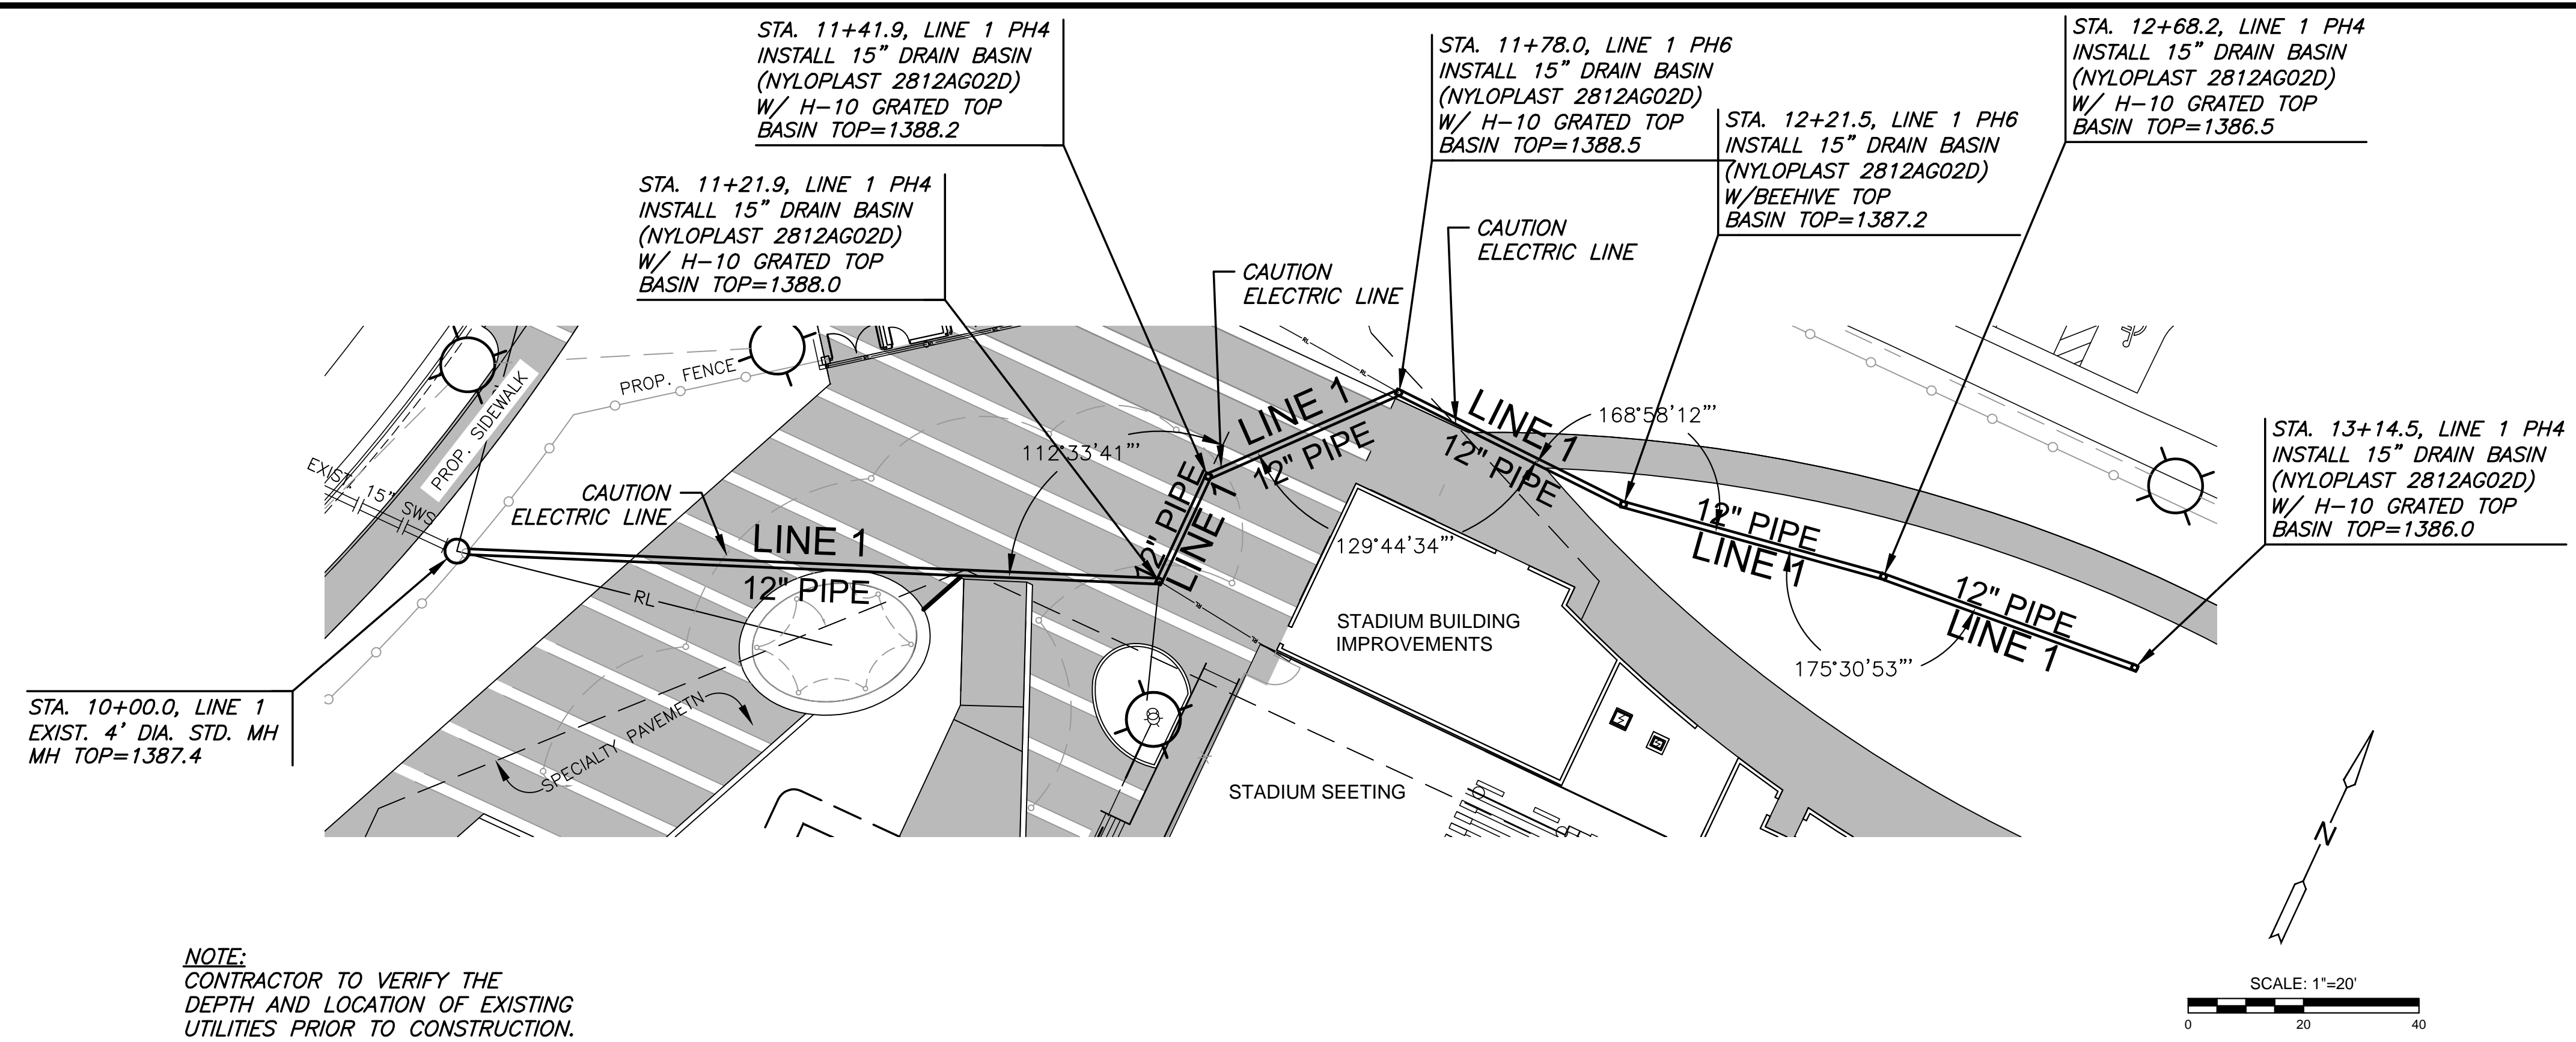 STA. 11+41.9, LINE 1 PH4
INSTALL 15" DRAIN BASIN
(NYLOPLAST 2812AG02D)
W/ H-10 GRATED TOP
BASIN TOP=1388.2
STA. 11+78.0, LINE 1 PH6
INSTALL 15" DRAIN BASIN
(NYLOPLAST 2812AG02D)
W/ H-10 GRATED TOP
BASIN TOP=1388.5
STA. 12+68.2, LINE 1 PH4
INSTALL 15" DRAIN BASIN
(NYLOPLAST 2812AG02D)
W/ H-10 GRATED TOP
BASIN TOP=1386.5
STA. 12+21.5, LINE 1 PH6
INSTALL 15" DRAIN BASIN
(NYLOPLAST 2812AG02D)
W/BEEHIVE TOP
BASIN TOP=1387.2
STA. 11+21.9, LINE 1 PH4
INSTALL 15" DRAIN BASIN
(NYLOPLAST 2812AG02D)
W/ H-10 GRATED TOP
BASIN TOP=1388.0
CAUTION
ELECTRIC LINE
CAUTION
ELECTRIC LINE
PROP. FENCE
PROP. SIDEWALK
EXIST. 15" SWS
CAUTION
ELECTRIC LINE
LINE 1
12" PIPE
RL
112°33'41"'
12" PIPE
LINE 1
LINE 1
12" PIPE
RL
RL
RL
RL
129°44'34"'
LINE 1
12" PIPE
168°58'12"'
12" PIPE
LINE 1
175°30'53"'
12" PIPE
LINE 1
STA. 13+14.5, LINE 1 PH4
INSTALL 15" DRAIN BASIN
(NYLOPLAST 2812AG02D)
W/ H-10 GRATED TOP
BASIN TOP=1386.0
STADIUM BUILDING
IMPROVEMENTS
STADIUM SEETING
SPECIALTY PAVEMETN
STA. 10+00.0, LINE 1
EXIST. 4' DIA. STD. MH
MH TOP=1387.4
N
NOTE:
CONTRACTOR TO VERIFY THE
DEPTH AND LOCATION OF EXISTING
UTILITIES PRIOR TO CONSTRUCTION.
SCALE: 1"=20'
0 20 40